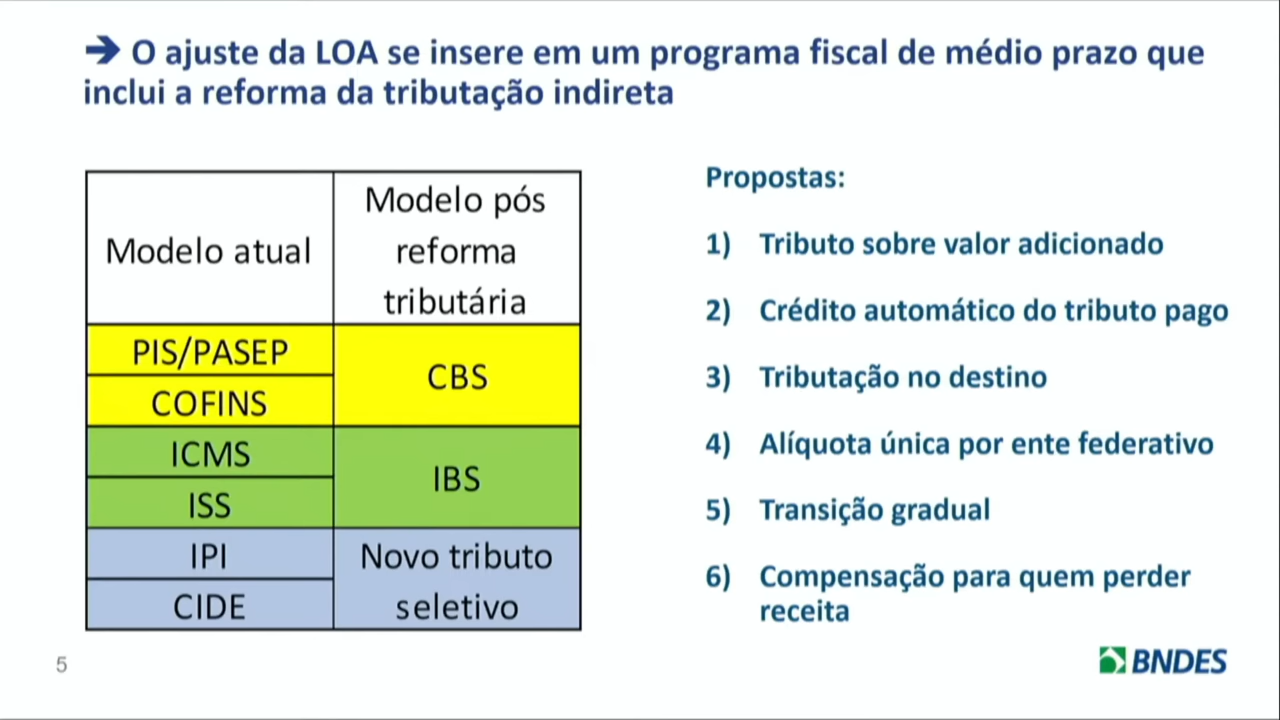 ➔ O ajuste da LOA se insere em um programa fiscal de médio prazo que
inclui a reforma da tributação indireta
Modelo atual
Modelo pós
reforma
tributária
PIS/PASEP
COFINS
CBS
ICMS
ISS
IBS
IPI
CIDE
Novo tributo
seletivo
Propostas:
1) Tributo sobre valor adicionado
2) Crédito automático do tributo pago
3) Tributação no destino
4) Alíquota única por ente federativo
5) Transição gradual
6) Compensação para quem perder
receita
5
BNDES